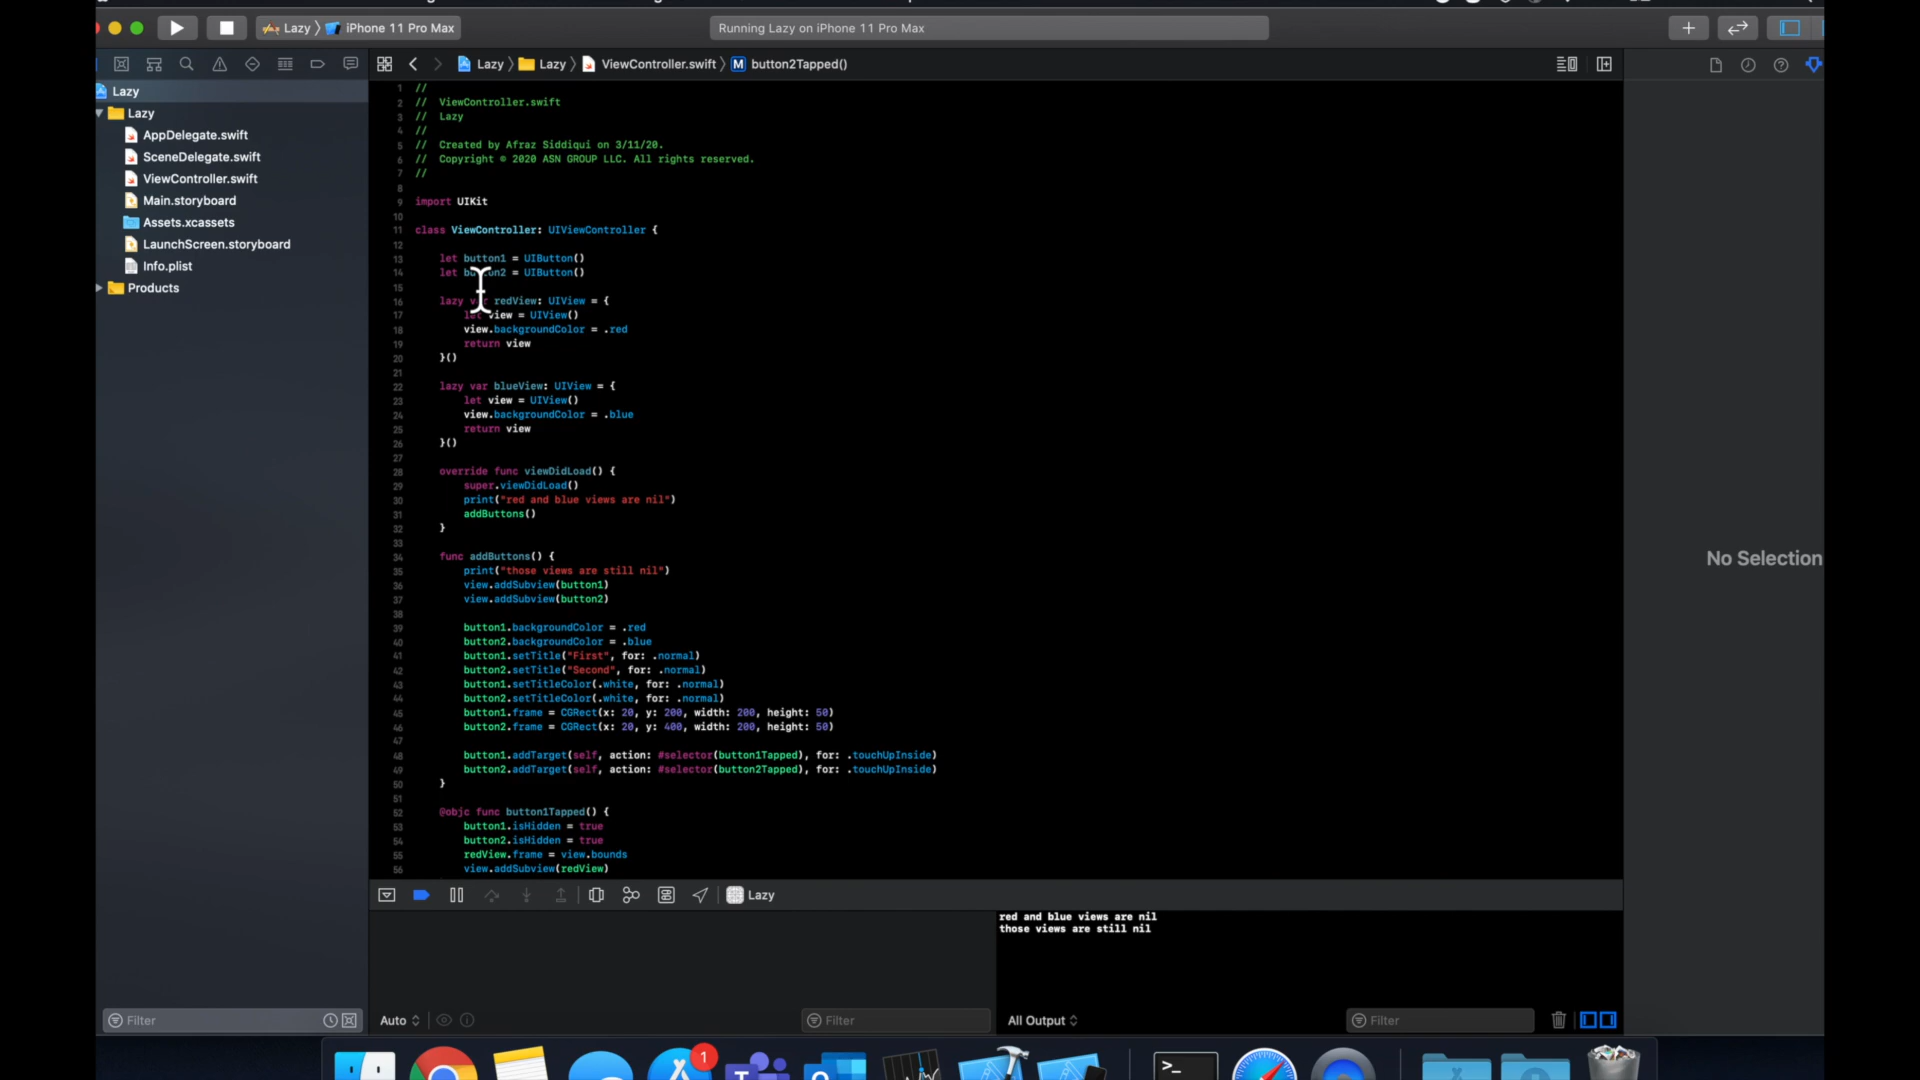 Lazy
iPhone 11 Pro Max
Running Lazy on iPhone 11 Pro Max
Lazy
Lazy
ViewController.swift
M
button2Tapped()
Lazy
Lazy
AppDelegate.swift
SceneDelegate.swift
ViewController.swift
Main.storyboard
Assets.xcassets
LaunchScreen.storyboard
Info.plist
Products
1 //
2 // ViewController.swift
3 // Lazy
4 //
5 // Created by Afraz Siddiqui on 3/11/20.
6 // Copyright © 2020 ASN GROUP LLC. All rights reserved.
7 //
8
9 import UIKit
10
11 class ViewController: UIViewController {
12
13 let button1 = UIButton()
14 let button2 = UIButton()
15
16 lazy var redView: UIView = {
17 let view = UIView()
18 view.backgroundColor = .red
19 return view
20 }()
21
22 lazy var blueView: UIView = {
23 let view = UIView()
24 view.backgroundColor = .blue
25 return view
26 }()
27
28 override func viewDidLoad() {
29 super.viewDidLoad()
30 print("red and blue views are nil")
31 addButtons()
32 }
33
34 func addButtons() {
35 print("those views are still nil")
36 view.addSubview(button1)
37 view.addSubview(button2)
38
39 button1.backgroundColor = .red
40 button2.backgroundColor = .blue
41 button1.setTitle("First", for: .normal)
42 button2.setTitle("Second", for: .normal)
43 button1.setTitleColor(.white, for: .normal)
44 button2.setTitleColor(.white, for: .normal)
45 button1.frame = CGRect(x: 20, y: 200, width: 200, height: 50)
46 button2.frame = CGRect(x: 20, y: 400, width: 200, height: 50)
47
48 button1.addTarget(self, action: #selector(button1Tapped), for: .touchUpInside)
49 button2.addTarget(self, action: #selector(button2Tapped), for: .touchUpInside)
50 }
51
52 @objc func button1Tapped() {
53 button1.isHidden = true
54 button2.isHidden = true
55 redView.frame = view.bounds
56 view.addSubview(redView)
No Selection
Lazy
red and blue views are nil
those views are still nil
Filter
Auto
Filter
All Output
Filter
1